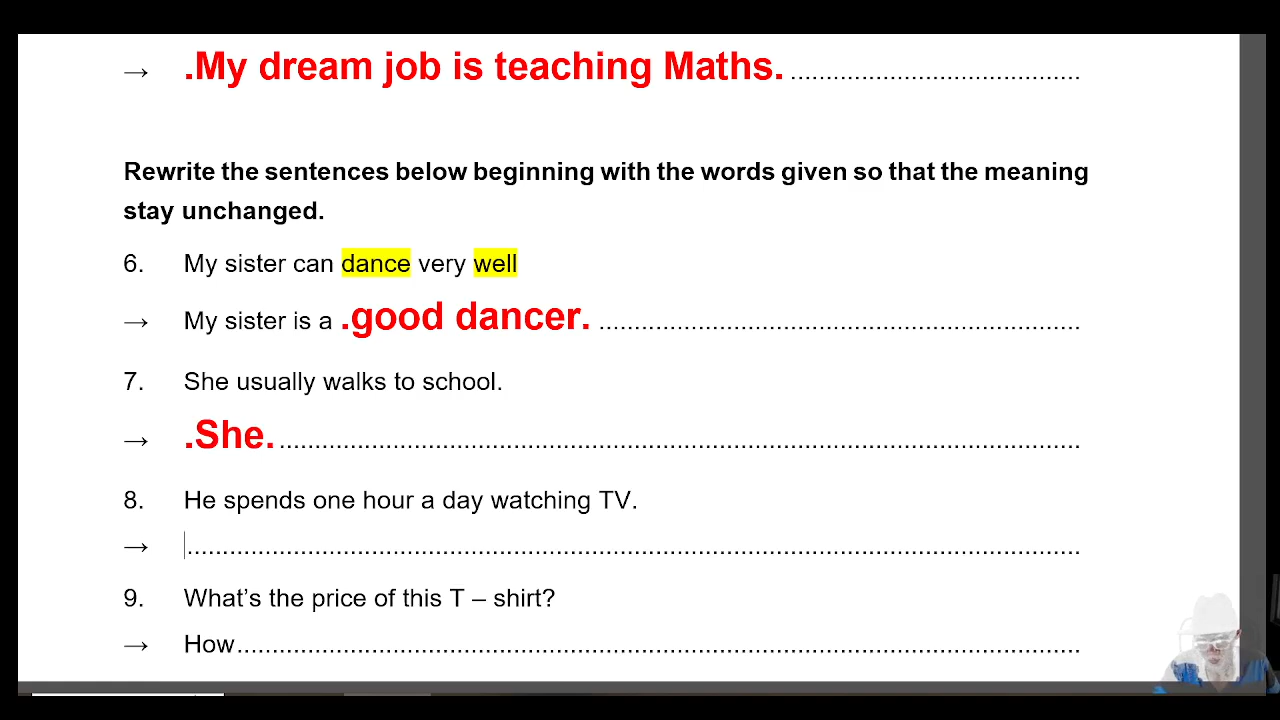 → .My dream job is teaching Maths. ........................................
Rewrite the sentences below beginning with the words given so that the meaning
stay unchanged.
6. My sister can dance very well
→ My sister is a .good dancer. ...................................................................
7. She usually walks to school.
→ .She. ................................................................................................................
8. He spends one hour a day watching TV.
→ .............................................................................................................................
9. What’s the price of this T – shirt?
→ How......................................................................................................................